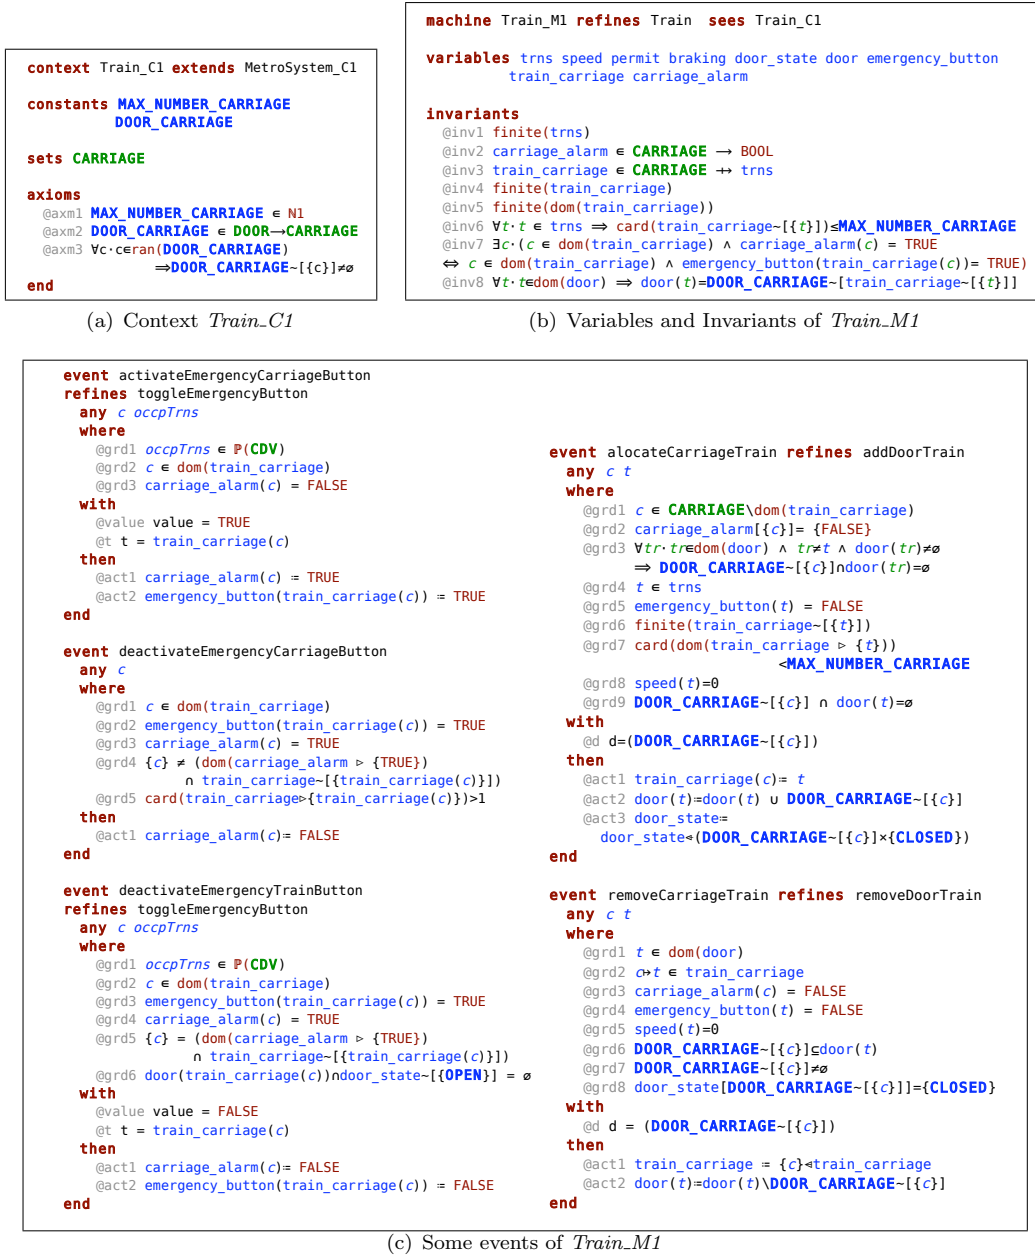 context Train_C1 extends MetroSystem_C1
constants MAX_NUMBER_CARRIAGE
DOOR_CARRIAGE
sets CARRIAGE
axioms
@axm1 MAX_NUMBER_CARRIAGE ∈ ℕ1
@axm2 DOOR_CARRIAGE ∈ DOOR→CARRIAGE
@axm3 ∀c·c∈ran(DOOR_CARRIAGE)
⇒DOOR_CARRIAGE~[{c}]≠∅
end
(a) Context Train_C1
machine Train_M1 refines Train sees Train_C1
variables trns speed permit braking door_state door emergency_button
train_carriage carriage_alarm
invariants
@inv1 finite(trns)
@inv2 carriage_alarm ∈ CARRIAGE → BOOL
@inv3 train_carriage ∈ CARRIAGE ⇸ trns
@inv4 finite(train_carriage)
@inv5 finite(dom(train_carriage))
@inv6 ∀t·t ∈ trns ⇒ card(train_carriage~[{t}])≤MAX_NUMBER_CARRIAGE
@inv7 ∃c·(c ∈ dom(train_carriage) ∧ carriage_alarm(c) = TRUE
⇔ c ∈ dom(train_carriage) ∧ emergency_button(train_carriage(c))= TRUE)
@inv8 ∀t·t∈dom(door) ⇒ door(t)=DOOR_CARRIAGE~[train_carriage~[{t}]]
(b) Variables and Invariants of Train_M1
event activateEmergencyCarriageButton
refines toggleEmergencyButton
any c occpTrns
where
@grd1 occpTrns ∈ ℙ(CDV)
@grd2 c ∈ dom(train_carriage)
@grd3 carriage_alarm(c) = FALSE
with
@value value = TRUE
@t t = train_carriage(c)
then
@act1 carriage_alarm(c) ≔ TRUE
@act2 emergency_button(train_carriage(c)) ≔ TRUE
end
event deactivateEmergencyCarriageButton
any c
where
@grd1 c ∈ dom(train_carriage)
@grd2 emergency_button(train_carriage(c)) = TRUE
@grd3 carriage_alarm(c) = TRUE
@grd4 {c} ≠ (dom(carriage_alarm ▷ {TRUE})
∩ train_carriage~[{train_carriage(c)}])
@grd5 card(train_carriage▷{train_carriage(c)})>1
then
@act1 carriage_alarm(c)≔ FALSE
end
event deactivateEmergencyTrainButton
refines toggleEmergencyButton
any c occpTrns
where
@grd1 occpTrns ∈ ℙ(CDV)
@grd2 c ∈ dom(train_carriage)
@grd3 emergency_button(train_carriage(c)) = TRUE
@grd4 carriage_alarm(c) = TRUE
@grd5 {c} = (dom(carriage_alarm ▷ {TRUE})
∩ train_carriage~[{train_carriage(c)}])
@grd6 door(train_carriage(c))∩door_state~[{OPEN}] = ∅
with
@value value = FALSE
@t t = train_carriage(c)
then
@act1 carriage_alarm(c)≔ FALSE
@act2 emergency_button(train_carriage(c)) ≔ FALSE
end
event alocateCarriageTrain refines addDoorTrain
any c t
where
@grd1 c ∈ CARRIAGE\dom(train_carriage)
@grd2 carriage_alarm[{c}]= {FALSE}
@grd3 ∀tr·tr∈dom(door) ∧ tr≠t ∧ door(tr)≠∅
⇒ DOOR_CARRIAGE~[{c}]∩door(tr)=∅
@grd4 t ∈ trns
@grd5 emergency_button(t) = FALSE
@grd6 finite(train_carriage~[{t}])
@grd7 card(dom(train_carriage ▷ {t}))
<MAX_NUMBER_CARRIAGE
@grd8 speed(t)=0
@grd9 DOOR_CARRIAGE~[{c}] ∩ door(t)=∅
with
@d d=(DOOR_CARRIAGE~[{c}])
then
@act1 train_carriage(c)≔ t
@act2 door(t)≔door(t) ∪ DOOR_CARRIAGE~[{c}]
@act3 door_state≔
door_state⩤(DOOR_CARRIAGE~[{c}]×{CLOSED})
end
event removeCarriageTrain refines removeDoorTrain
any c t
where
@grd1 t ∈ dom(door)
@grd2 c↦t ∈ train_carriage
@grd3 carriage_alarm(c) = FALSE
@grd4 emergency_button(t) = FALSE
@grd5 speed(t)=0
@grd6 DOOR_CARRIAGE~[{c}]⊆door(t)
@grd7 DOOR_CARRIAGE~[{c}]≠∅
@grd8 door_state[DOOR_CARRIAGE~[{c}]]={CLOSED}
with
@d d = (DOOR_CARRIAGE~[{c}])
then
@act1 train_carriage ≔ {c}⩤train_carriage
@act2 door(t)≔door(t)\DOOR_CARRIAGE~[{c}]
end
(c) Some events of Train_M1